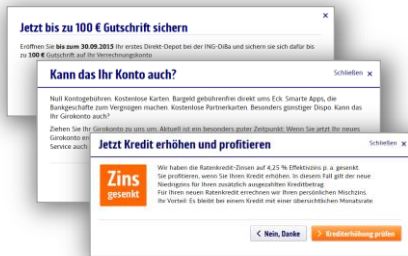 Jetzt bis zu 100 € Gutschrift sichern
Eröffnen Sie bis zum 30.09.2015 Ihr erstes Direkt-Depot bei der ING-DiBa und sichern sie sich dafür bis
zu 100 € Gutschrift auf Ihr Verrechnungskonto
Kann das Ihr Konto auch?
Schließen ×
Null Kontogebühren. Kostenlose Karten. Bargeld gebührenfrei direkt ums Eck. Smarte Apps, die
Bankgeschäfte zum Vergnügen machen. Kostenlose Partnerkarten. Besonders günstiger Dispo. Kann das
Ihr Girokonto auch?
Ziehen Sie Ihr Girokonto zu uns um. Aktuell ist ein besonders guter Zeitpunkt: Wenn Sie jetzt Ihr neues
Girokonto
Service auch
Jetzt Kredit erhöhen und profitieren
Schließen ×
Zins
gesenkt
Wir haben die Ratenkredit-Zinsen auf 4,25 % Effektivzins p. a. gesenkt.
Sie profitieren, wenn Sie Ihren Kredit erhöhen. In diesem Fall gilt der neue
Niedrigzins für Ihren zusätzlich ausgezahlten Kreditbetrag.
Für Ihren neuen Ratenkredit errechnen wir Ihren persönlichen Mischzins.
Ihr Vorteil: Es bleibt bei einem Kredit mit einer übersichtlichen Monatsrate.
< Nein, Danke
> Krediterhöhung prüfen